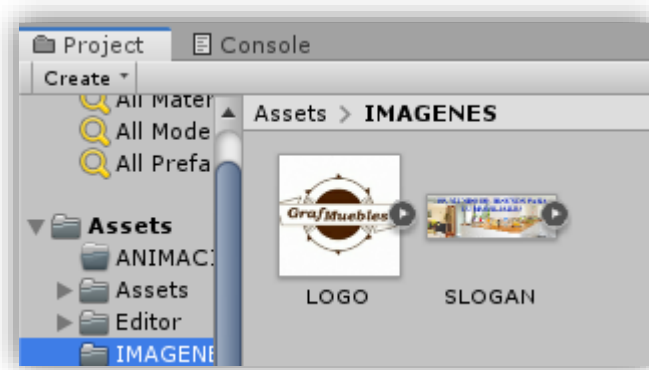 Project
Console
Create
All Mater
All Mode
All Prefa
Assets > IMAGENES
GrafMuebles
LOGO
SLOGAN
Assets
ANIMACI
Assets
Editor
IMAGENE